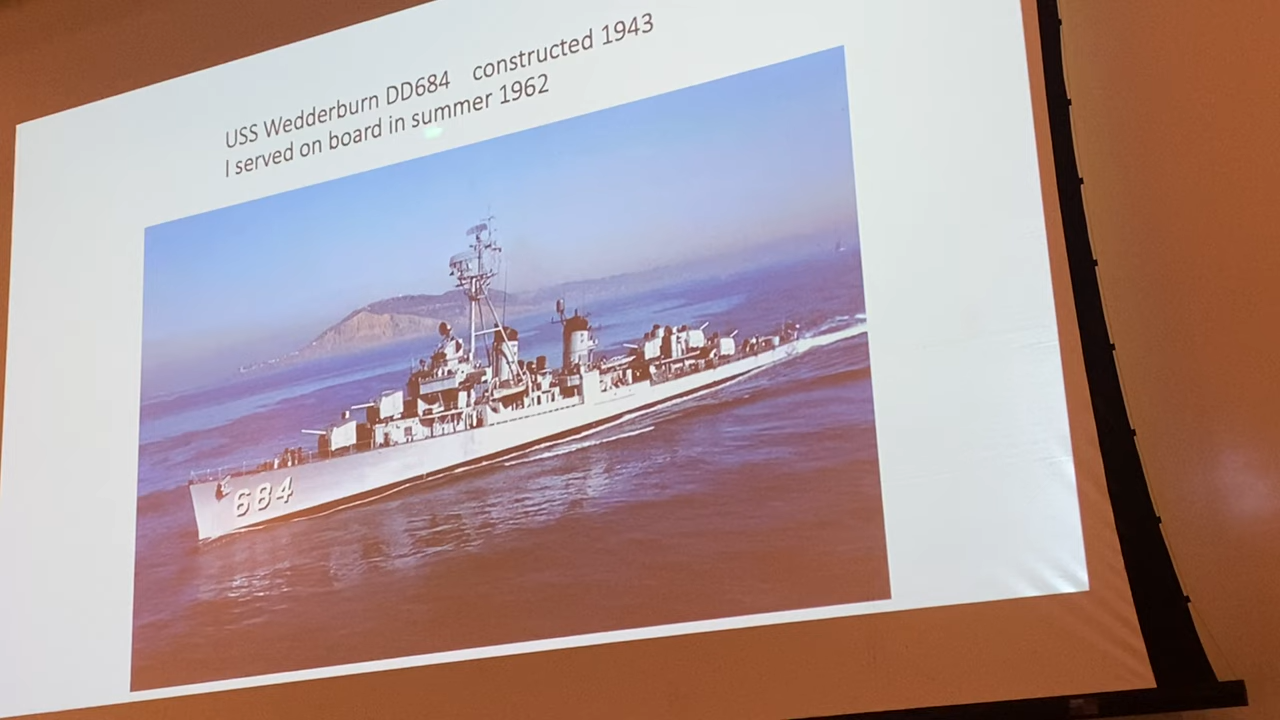 USS Wedderburn DD684 constructed 1943
I served on board in summer 1962
684